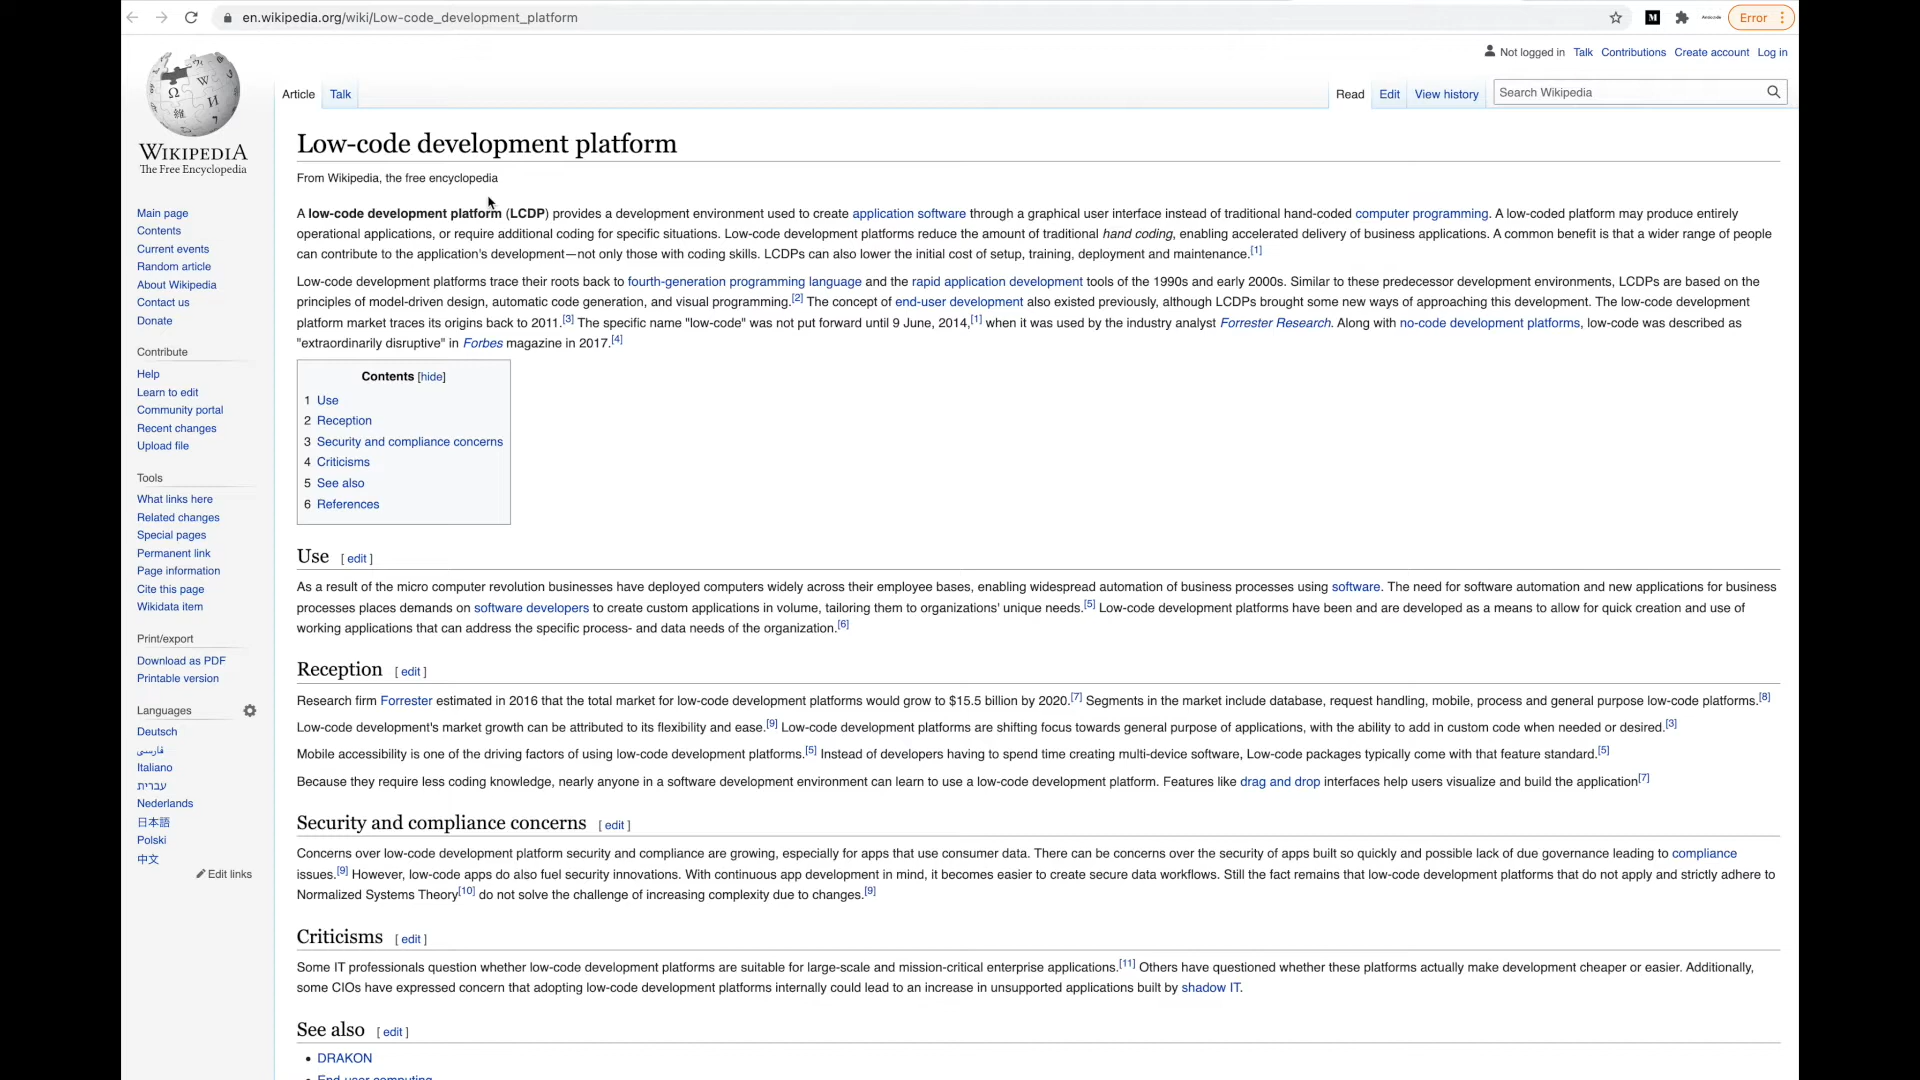 en.wikipedia.org/wiki/Low-code_development_platform
M
Error
Not logged in Talk Contributions Create account Log in
Article Talk Read Edit View history Search Wikipedia
WIKIPEDIA
The Free Encyclopedia
Main page
Contents
Current events
Random article
About Wikipedia
Contact us
Donate
Contribute
Help
Learn to edit
Community portal
Recent changes
Upload file
Tools
What links here
Related changes
Special pages
Permanent link
Page information
Cite this page
Wikidata item
Print/export
Download as PDF
Printable version
Languages
Deutsch
فارسی
Italiano
עברית
Nederlands
日本語
Polski
中文
Edit links
Low-code development platform
From Wikipedia, the free encyclopedia
A low-code development platform (LCDP) provides a development environment used to create application software through a graphical user interface instead of traditional hand-coded computer programming. A low-coded platform may produce entirely
operational applications, or require additional coding for specific situations. Low-code development platforms reduce the amount of traditional hand coding, enabling accelerated delivery of business applications. A common benefit is that a wider range of people
can contribute to the application's development—not only those with coding skills. LCDPs can also lower the initial cost of setup, training, deployment and maintenance.[1]
Low-code development platforms trace their roots back to fourth-generation programming language and the rapid application development tools of the 1990s and early 2000s. Similar to these predecessor development environments, LCDPs are based on the
principles of model-driven design, automatic code generation, and visual programming.[2] The concept of end-user development also existed previously, although LCDPs brought some new ways of approaching this development. The low-code development
platform market traces its origins back to 2011.[3] The specific name "low-code" was not put forward until 9 June, 2014,[1] when it was used by the industry analyst Forrester Research. Along with no-code development platforms, low-code was described as
"extraordinarily disruptive" in Forbes magazine in 2017.[4]
Contents [hide]
1 Use
2 Reception
3 Security and compliance concerns
4 Criticisms
5 See also
6 References
Use [ edit ]
As a result of the micro computer revolution businesses have deployed computers widely across their employee bases, enabling widespread automation of business processes using software. The need for software automation and new applications for business
processes places demands on software developers to create custom applications in volume, tailoring them to organizations' unique needs.[5] Low-code development platforms have been and are developed as a means to allow for quick creation and use of
working applications that can address the specific process- and data needs of the organization.[6]
Reception [ edit ]
Research firm Forrester estimated in 2016 that the total market for low-code development platforms would grow to $15.5 billion by 2020.[7] Segments in the market include database, request handling, mobile, process and general purpose low-code platforms.[8]
Low-code development's market growth can be attributed to its flexibility and ease.[9] Low-code development platforms are shifting focus towards general purpose of applications, with the ability to add in custom code when needed or desired.[3]
Mobile accessibility is one of the driving factors of using low-code development platforms.[5] Instead of developers having to spend time creating multi-device software, Low-code packages typically come with that feature standard.[5]
Because they require less coding knowledge, nearly anyone in a software development environment can learn to use a low-code development platform. Features like drag and drop interfaces help users visualize and build the application[7]
Security and compliance concerns [ edit ]
Concerns over low-code development platform security and compliance are growing, especially for apps that use consumer data. There can be concerns over the security of apps built so quickly and possible lack of due governance leading to compliance
issues.[9] However, low-code apps do also fuel security innovations. With continuous app development in mind, it becomes easier to create secure data workflows. Still the fact remains that low-code development platforms that do not apply and strictly adhere to
Normalized Systems Theory[10] do not solve the challenge of increasing complexity due to changes.[9]
Criticisms [ edit ]
Some IT professionals question whether low-code development platforms are suitable for large-scale and mission-critical enterprise applications.[11] Others have questioned whether these platforms actually make development cheaper or easier. Additionally,
some CIOs have expressed concern that adopting low-code development platforms internally could lead to an increase in unsupported applications built by shadow IT.
See also [ edit ]
DRAKON
End-user computing